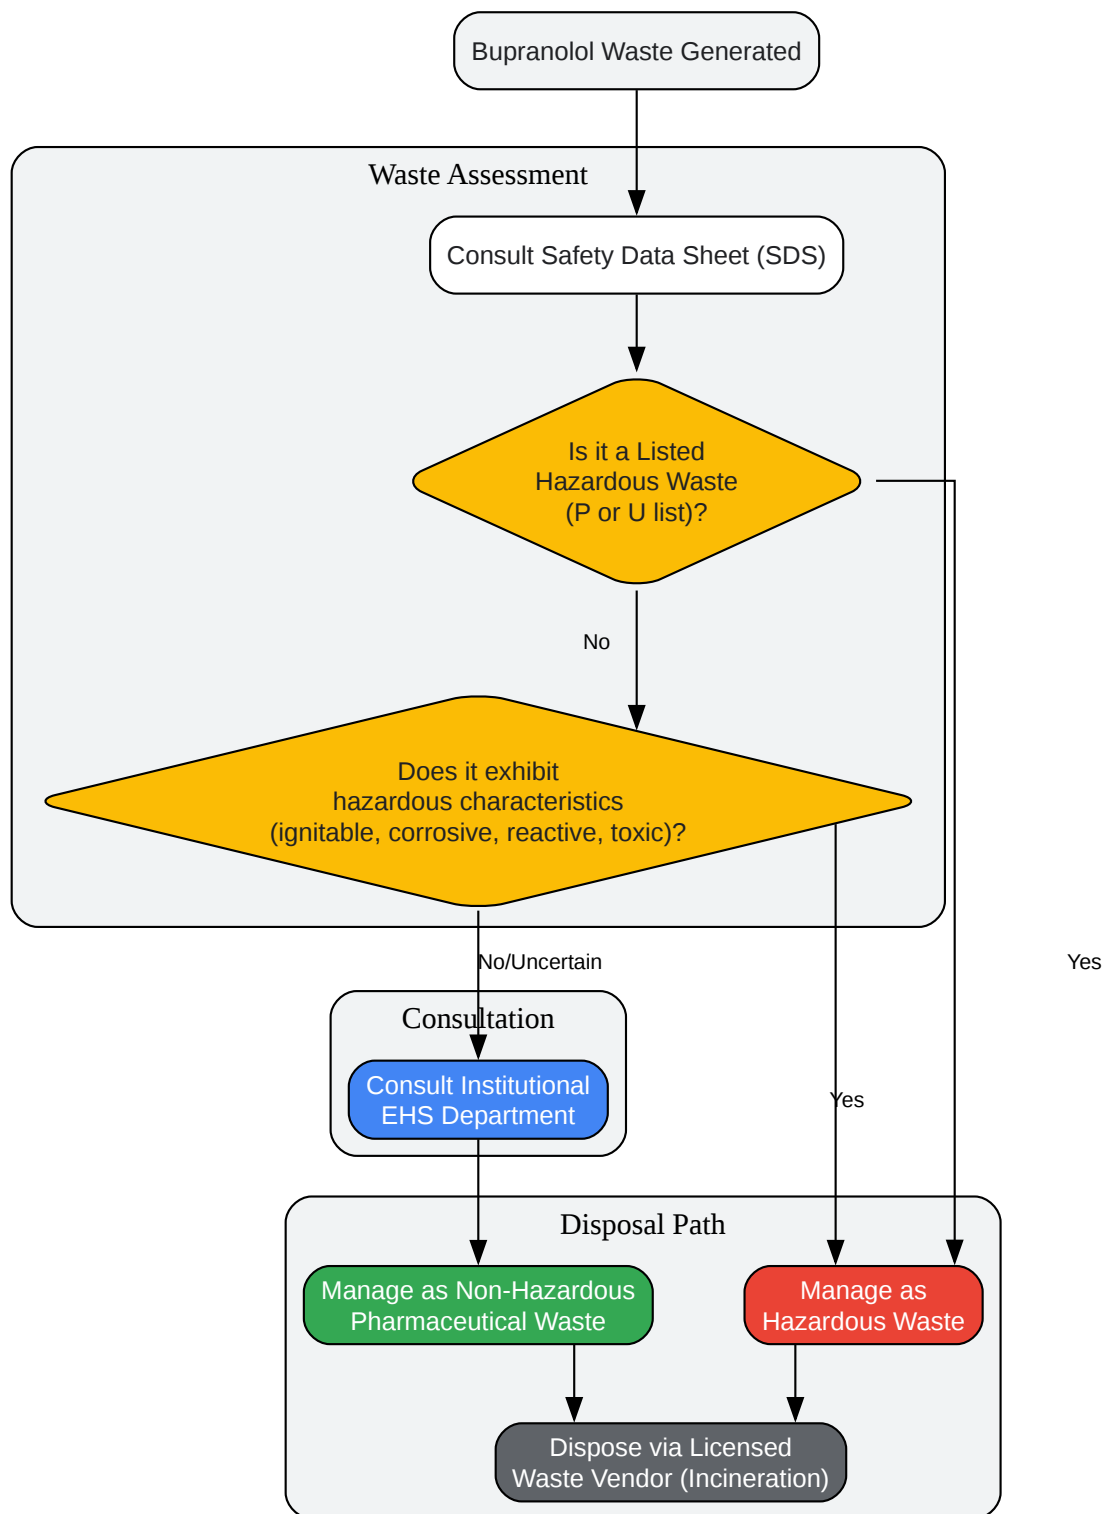 Bupranolol Waste Generated
Waste Assessment
Consult Safety Data Sheet (SDS)
Is it a Listed
Hazardous Waste
(P or U list)?
No
Does it exhibit
hazardous characteristics
(ignitable, corrosive, reactive, toxic)?
No/Uncertain
Yes
Consultation
Consult Institutional
EHS Department
Yes
Disposal Path
Manage as Non-Hazardous
Pharmaceutical Waste
Manage as
Hazardous Waste
Dispose via Licensed
Waste Vendor (Incineration)